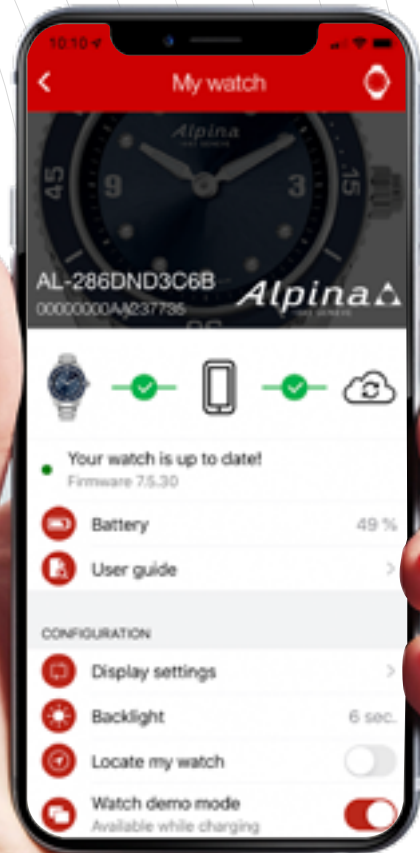 10:10
My watch
Alpina
45
9
3
15
AL-286DND3C6B
Alpina
Your watch is up to date!
Firmware 7.5.30
Battery
49 %
User guide
CONFIGURATION
Display settings
Backlight
6 sec.
Locate my watch
Watch demo mode
Available while charging